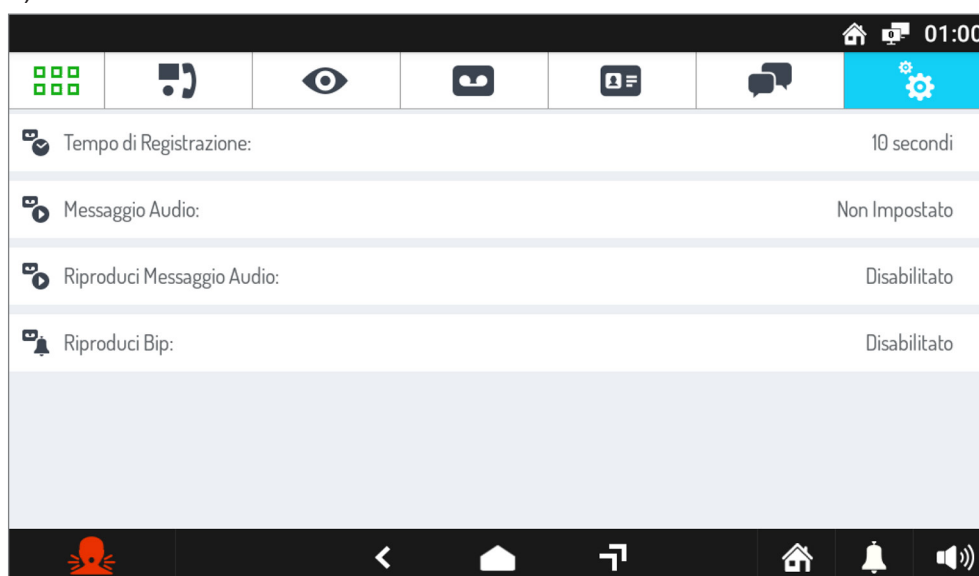 01:00
Tempo di Registrazione: 10 secondi
Messaggio Audio: Non Impostato
Riproduci Messaggio Audio: Disabilitato
Riproduci Bip: Disabilitato